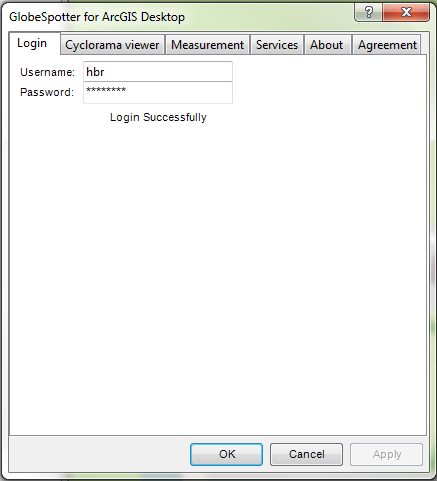 GlobeSpotter for ArcGIS Desktop
?
Login Cyclorama viewer Measurement Services About Agreement
Username: hbr
Password: ********
Login Successfully
OK Cancel Apply